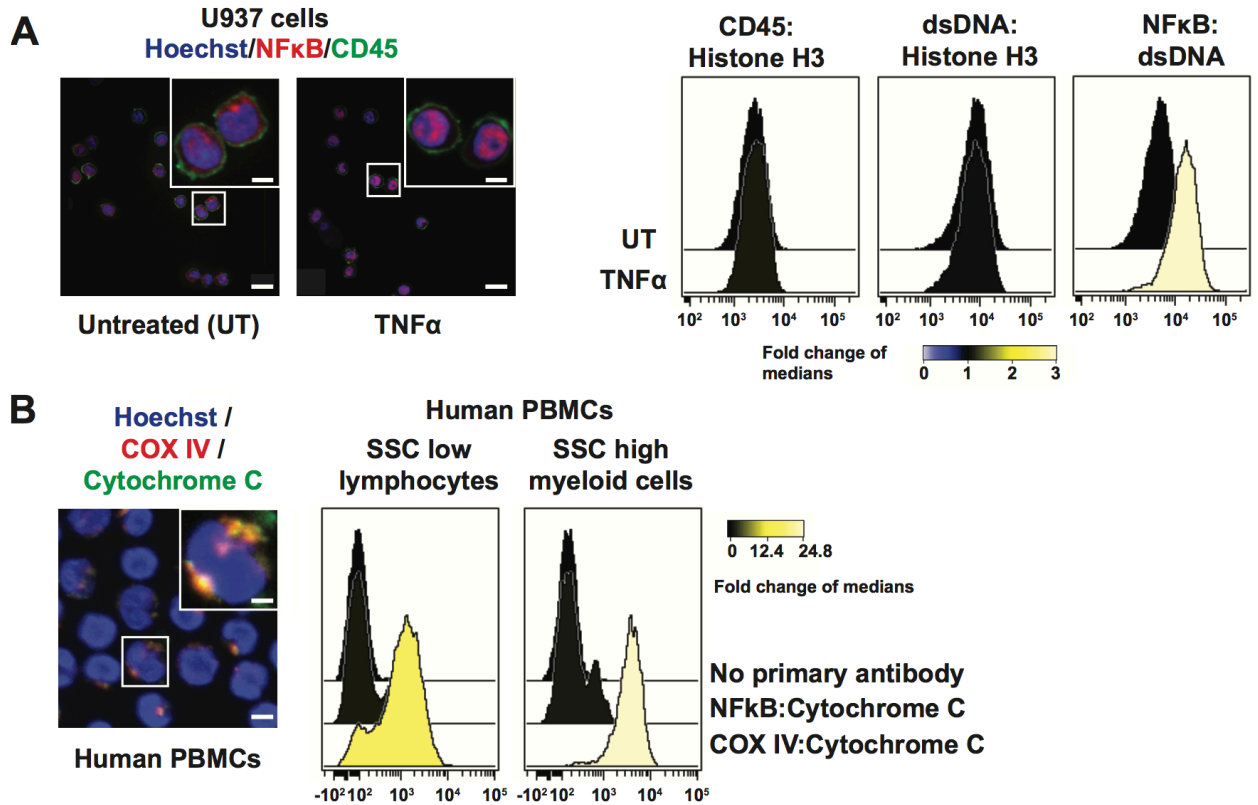 A
U937 cells
Hoechst/NFκB/CD45
Untreated (UT)
TNFα
CD45:
Histone H3
dsDNA:
Histone H3
NFκB:
dsDNA
UT
TNFα
10² 10³ 10⁴ 10⁵
10² 10³ 10⁴ 10⁵
10² 10³ 10⁴ 10⁵
Fold change of
medians
0 1 2 3
B
Hoechst /
COX IV /
Cytochrome C
Human PBMCs
Human PBMCs
SSC low
lymphocytes
SSC high
myeloid cells
0 12.4 24.8
Fold change of medians
No primary antibody
NFkB:Cytochrome C
COX IV:Cytochrome C
-10² 10² 10³ 10⁴ 10⁵
-10² 10² 10³ 10⁴ 10⁵